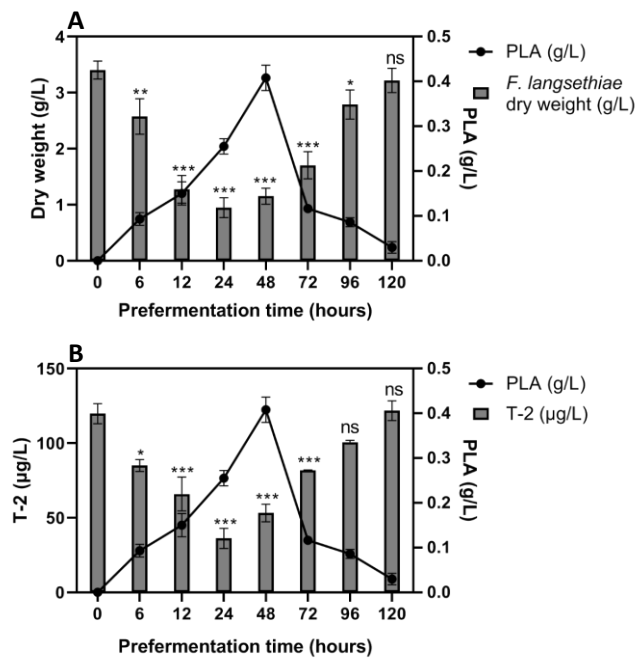 A
4
3
2
1
0
Dry weight (g/L)
0.5
0.4
0.3
0.2
0.1
0.0
PLA (g/L)
**
***
***
***
***
*
ns
0 6 12 24 48 72 96 120
Prefermentation time (hours)
PLA (g/L)
F. langsethiae
dry weight (g/L)
B
150
100
50
0
T-2 (μg/L)
0.5
0.4
0.3
0.2
0.1
0.0
PLA (g/L)
*
***
***
***
***
ns
ns
0 6 12 24 48 72 96 120
Prefermentation time (hours)
PLA (g/L)
T-2 (μg/L)